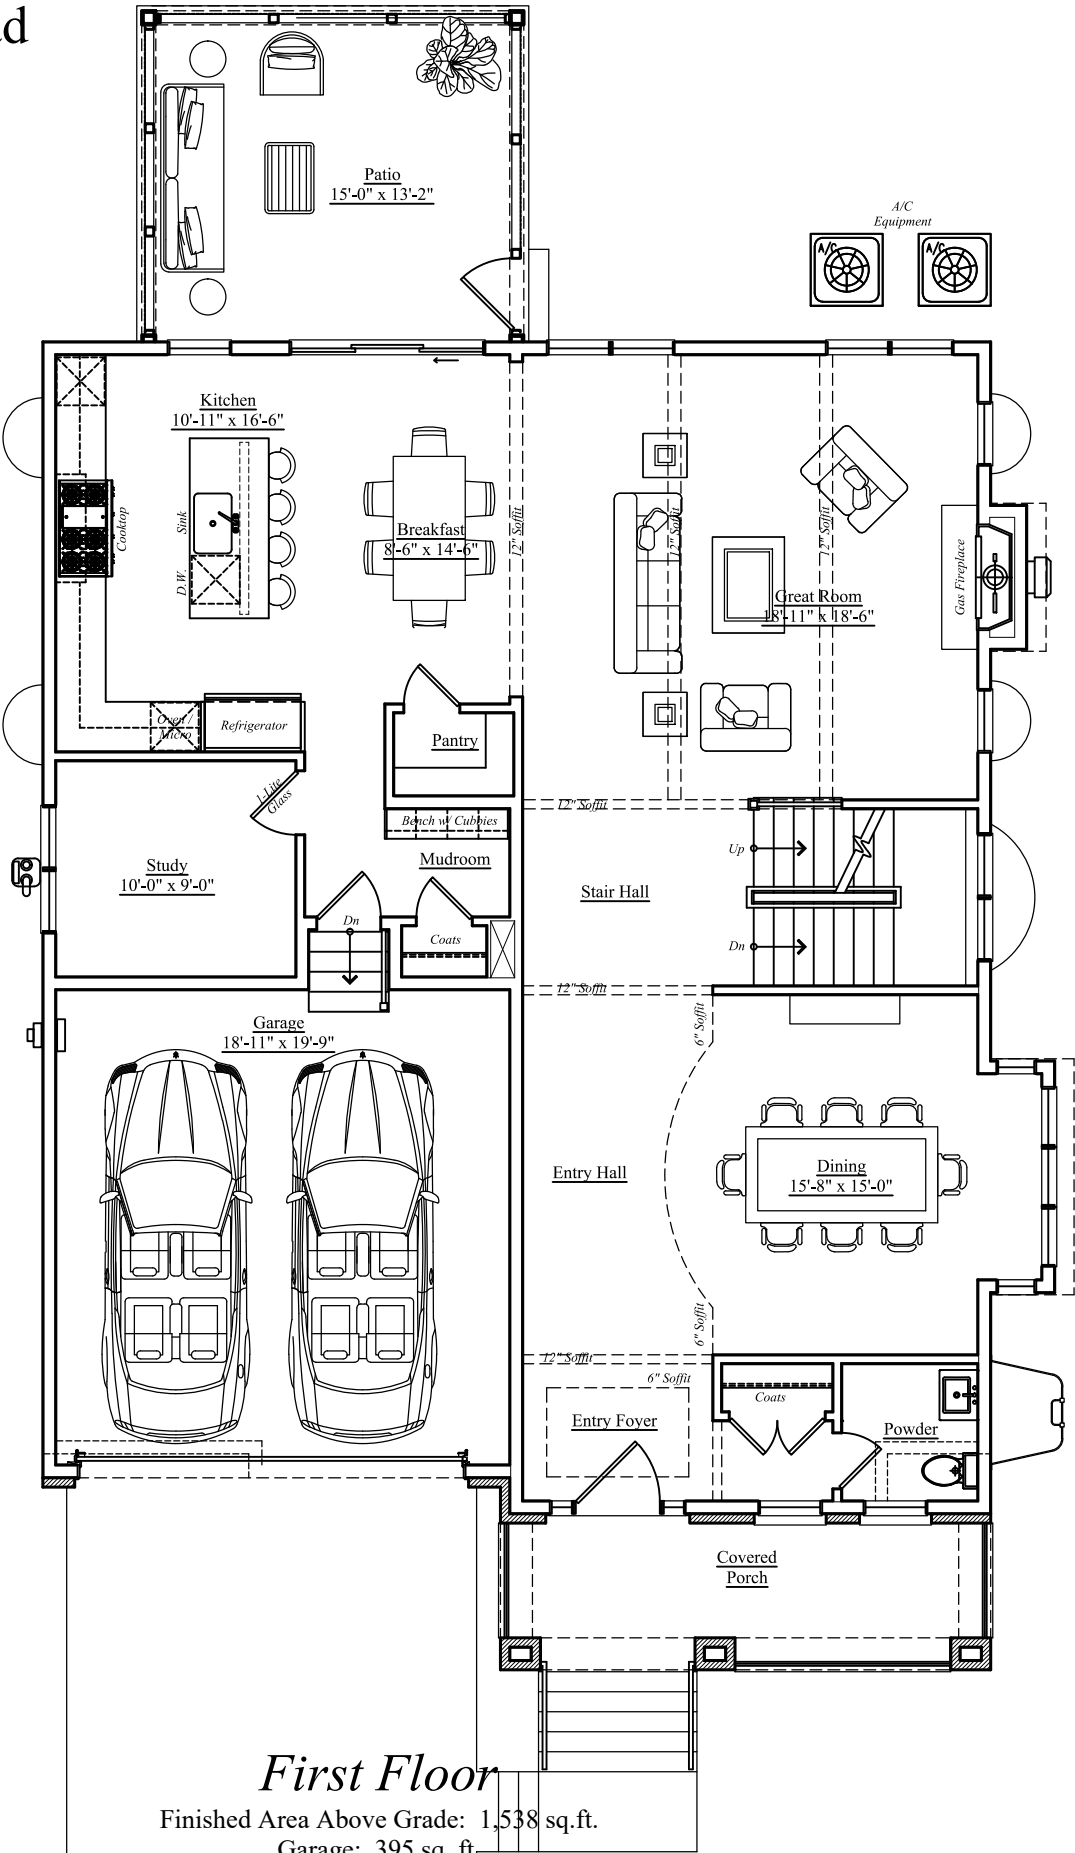 Patio
15'-0" x 13'-2"
A/C
Equipment
A/C
A/C
Kitchen
10'-11" x 16'-6"
Cooktop
Sink
D.W.
Breakfast
8'-6" x 14'-6"
12" Soffit
12" Soffit
12" Soffit
Great Room
18'-11" x 18'-6"
Gas Fireplace
Oven /
Micro
Refrigerator
Pantry
1-Lite
Glass
12" Soffit
Bench w/ Cubbies
Mudroom
Study
10'-0" x 9'-0"
Up
Stair Hall
Dn
Coats
Dn
12" Soffit
6" Soffit
Garage
18'-11" x 19'-9"
Entry Hall
Dining
15'-8" x 15'-0"
6" Soffit
12" Soffit
6" Soffit
Coats
Entry Foyer
Powder
Covered
Porch
First Floor
Finished Area Above Grade: 1,538 sq.ft.
Garage: 395 sq. ft.